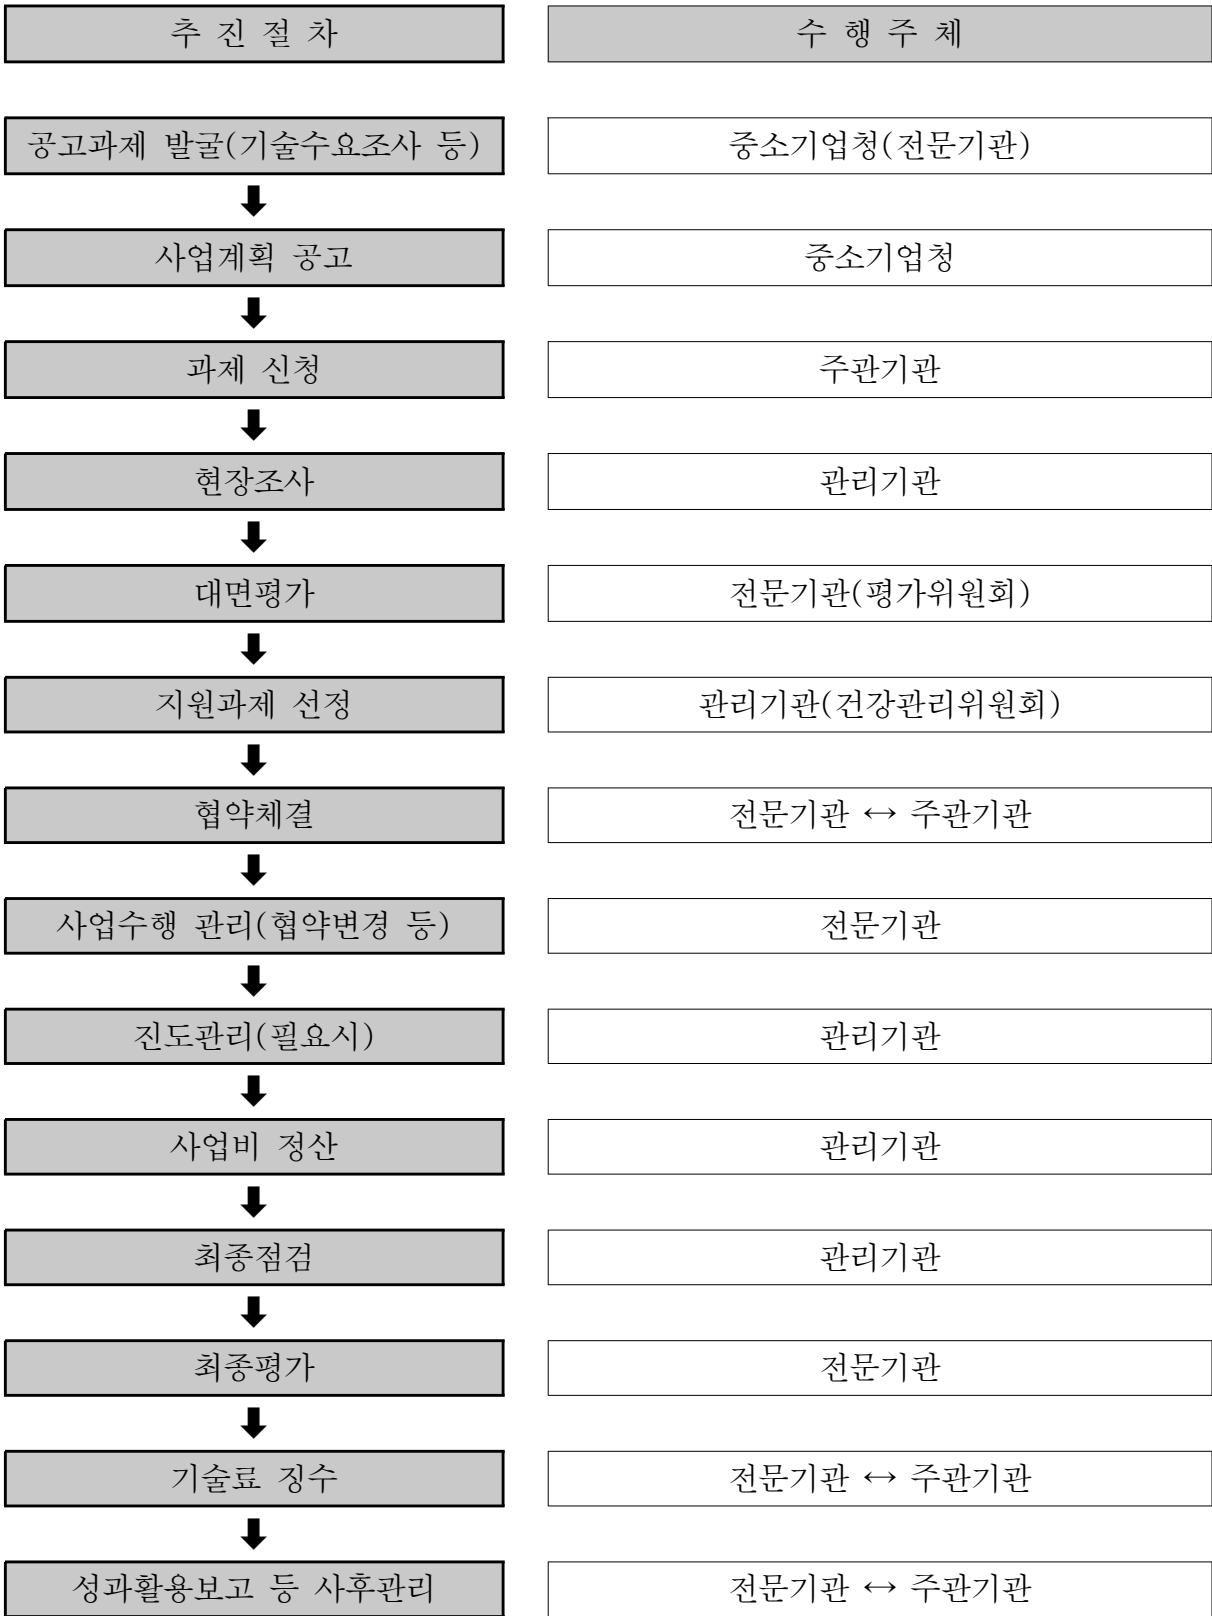 추 진 절 차
수 행 주 체
공고과제 발굴(기술수요조사 등)
중소기업청(전문기관)
사업계획 공고
중소기업청
과제 신청
주관기관
현장조사
관리기관
대면평가
전문기관(평가위원회)
지원과제 선정
관리기관(건강관리위원회)
협약체결
전문기관 ↔ 주관기관
사업수행 관리(협약변경 등)
전문기관
진도관리(필요시)
관리기관
사업비 정산
관리기관
최종점검
관리기관
최종평가
전문기관
기술료 징수
전문기관 ↔ 주관기관
성과활용보고 등 사후관리
전문기관 ↔ 주관기관